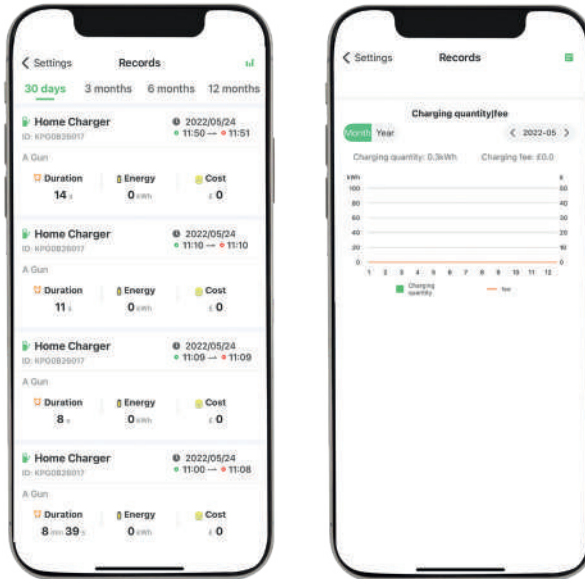 Settings Records
30 days 3 months 6 months 12 months
Home Charger 2022/05/24
ID: KPG0B26017 11:50 → 11:51
A Gun
Duration Energy Cost
14 s 0 kWh £ 0
Home Charger 2022/05/24
ID: KPG0B26017 11:10 → 11:10
A Gun
Duration Energy Cost
11 s 0 kWh £ 0
Home Charger 2022/05/24
ID: KPG0B26017 11:09 → 11:09
A Gun
Duration Energy Cost
8 s 0 kWh £ 0
Home Charger 2022/05/24
ID: KPG0B26017 11:00 → 11:08
A Gun
Duration Energy Cost
8 min 39 s 0 kWh £ 0
Settings Records
Charging quantity|fee
Month Year < 2022-05 >
Charging quantity: 0.3kWh Charging fee: £0.0
kWh £
100 50
80 40
60 30
40 20
20 10
0 0
1 2 3 4 5 6 7 8 9 10 11 12
Charging quantity fee